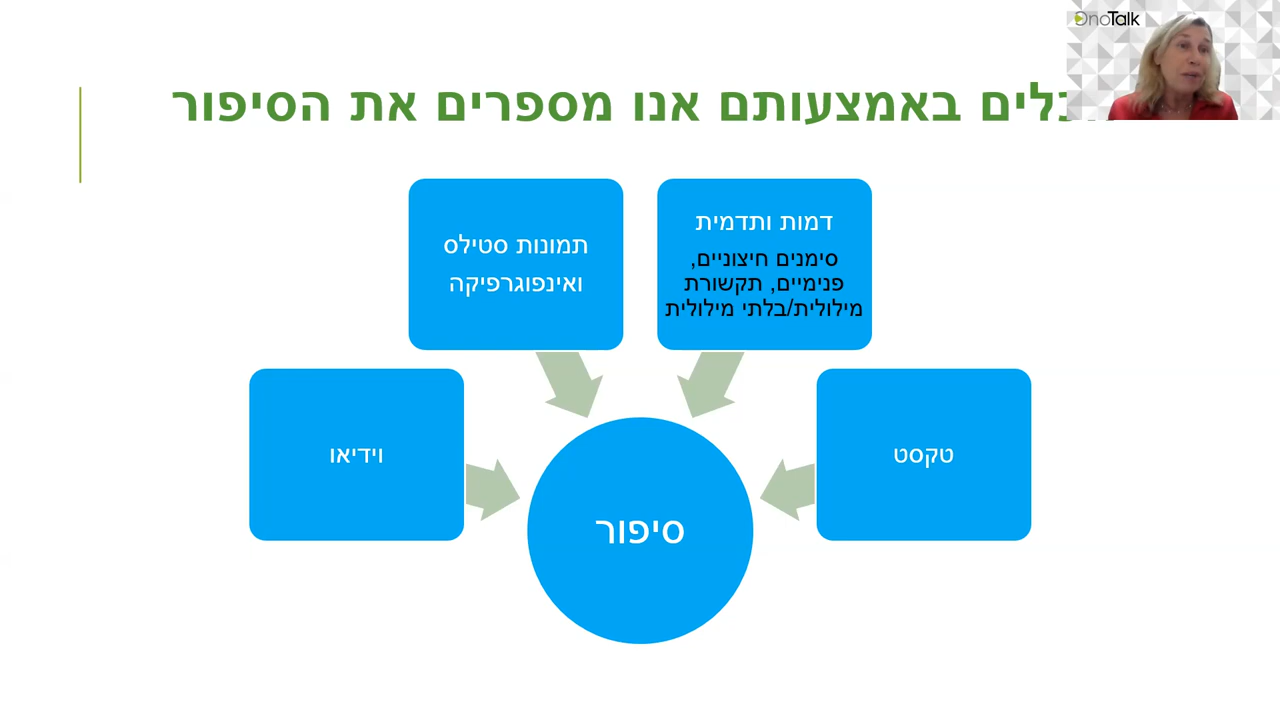 באמצעותם אנו מספרים את הסיפור
OnoTalk
דמות ותדמית
סימנים חיצוניים,
פנימיים, תקשורת
מילולית/בלתי מילולית
תמונות סטילס
ואינפוגרפיקה
טקסט
וידיאו
סיפור